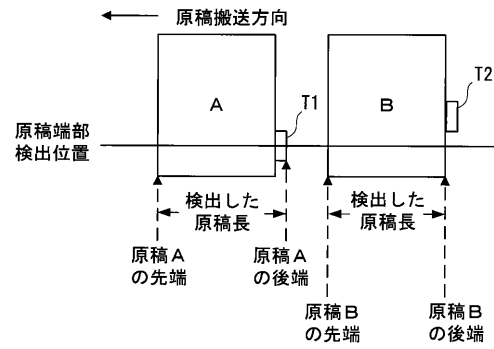 原稿搬送方向
A
T1
B
T2
原稿端部
検出位置
検出した
原稿長
検出した
原稿長
原稿A
の先端
原稿A
の後端
原稿B
の先端
原稿B
の後端